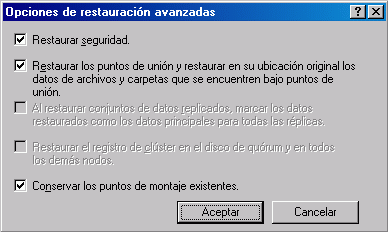 Opciones de restauración avanzadas
Restaurar seguridad.
Restaurar los puntos de unión y restaurar en su ubicación original los
datos de archivos y carpetas que se encuentren bajo puntos de
unión.
Al restaurar conjuntos de datos replicados, marcar los datos
restaurados como los datos principales para todas las réplicas.
Restaurar el registro de clúster en el disco de quórum y en todos
los demás nodos.
Conservar los puntos de montaje existentes.
Aceptar
Cancelar